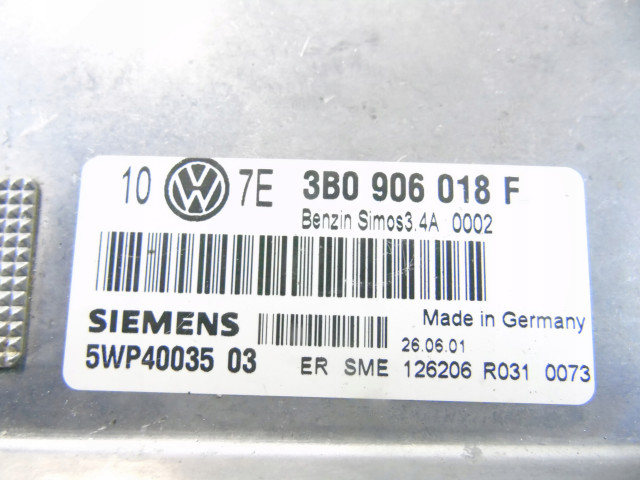 10 VW 7E 3B0 906 018 F
Benzin Simos3.4A 0002
SIEMENS Made in Germany
26.06.01
5WP40035 03 ER SME 126206 R031 0073